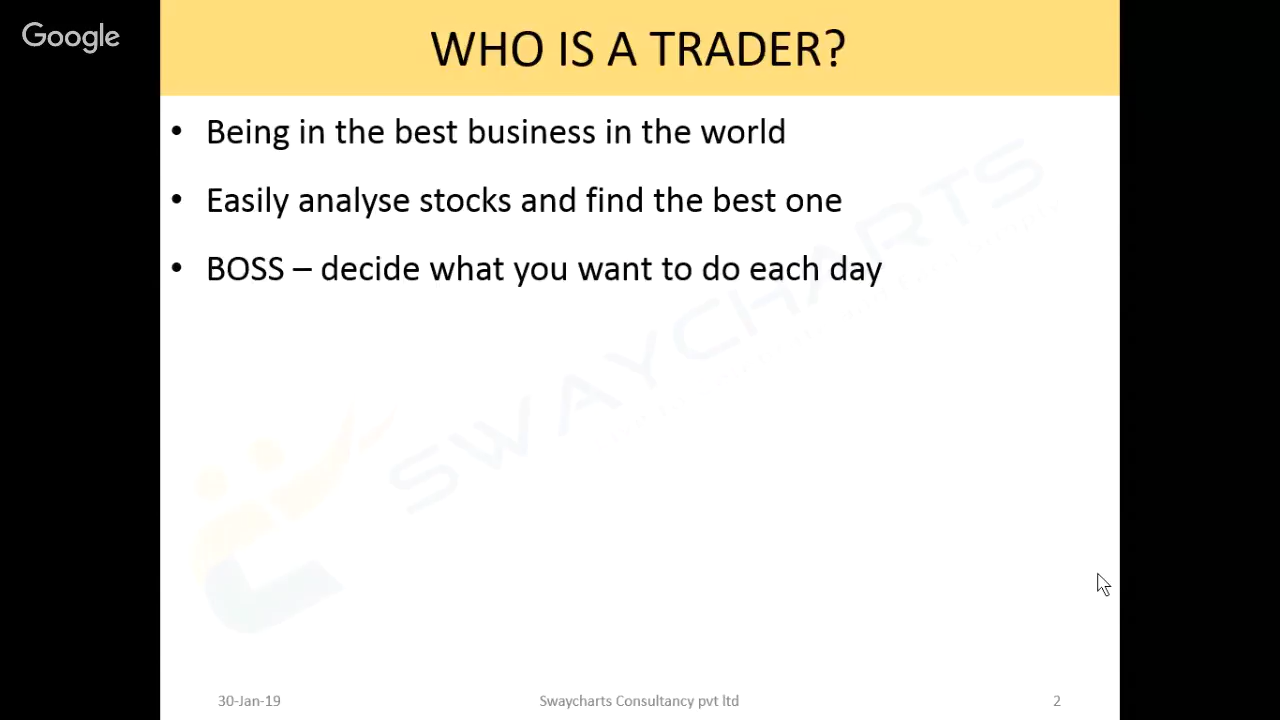 Google
WHO IS A TRADER?
• Being in the best business in the world
• Easily analyse stocks and find the best one
• BOSS – decide what you want to do each day
SWAYCHARTS
30-Jan-19
Swaycharts Consultancy pvt ltd
2